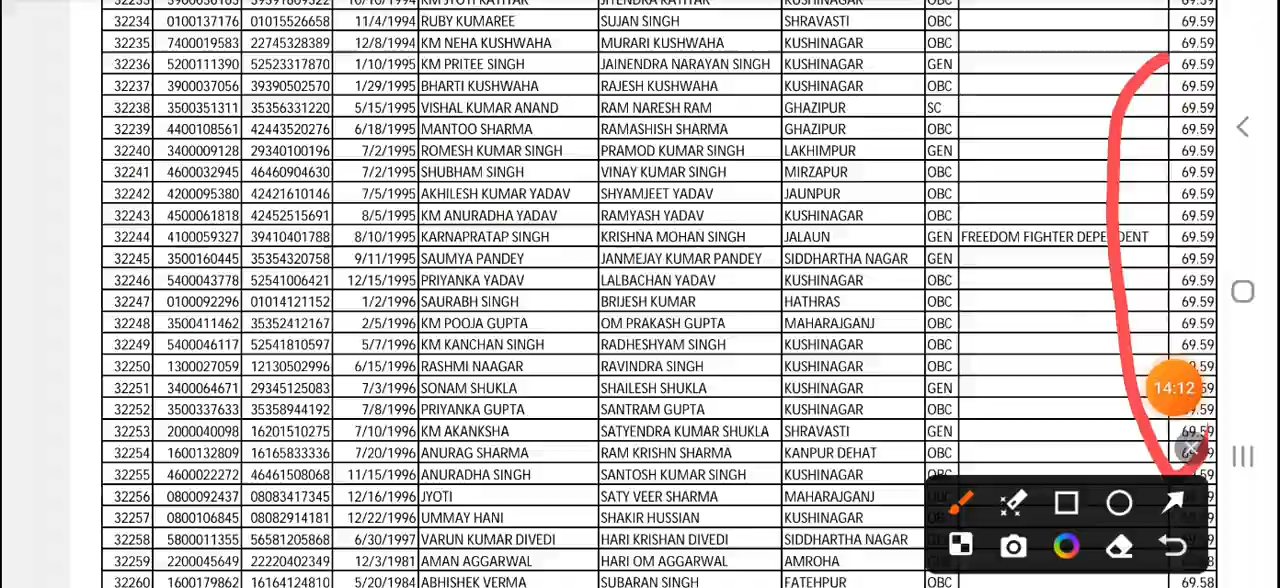 32234 0100137176 01015526658 11/4/1994 RUBY KUMAREE SUJAN SINGH SHRAVASTI OBC 69.59
32235 7400019583 22745328389 12/8/1994 KM NEHA KUSHWAHA MURARI KUSHWAHA KUSHINAGAR OBC 69.59
32236 5200111390 52523317870 1/10/1995 KM PRITEE SINGH JAINENDRA NARAYAN SINGH KUSHINAGAR GEN 69.59
32237 3900037056 39390502570 1/29/1995 BHARTI KUSHWAHA RAJESH KUSHWAHA KUSHINAGAR OBC 69.59
32238 3500351311 35356331220 5/15/1995 VISHAL KUMAR ANAND RAM NARESH RAM GHAZIPUR SC 69.59
32239 4400108561 42443520276 6/18/1995 MANTOO SHARMA RAMASHISH SHARMA GHAZIPUR OBC 69.59
32240 3400009128 29340100196 7/2/1995 ROMESH KUMAR SINGH PRAMOD KUMAR SINGH LAKHIMPUR GEN 69.59
32241 4600032945 46460904630 7/2/1995 SHUBHAM SINGH VINAY KUMAR SINGH MIRZAPUR OBC 69.59
32242 4200095380 42421610146 7/5/1995 AKHILESH KUMAR YADAV SHYAMJEET YADAV JAUNPUR OBC 69.59
32243 4500061818 42452515691 8/5/1995 KM ANURADHA YADAV RAMYASH YADAV KUSHINAGAR OBC 69.59
32244 4100059327 39410401788 8/10/1995 KARNAPRATAP SINGH KRISHNA MOHAN SINGH JALAUN GEN FREEDOM FIGHTER DEPENDENT 69.59
32245 3500160445 35354320758 9/11/1995 SAUMYA PANDEY JANMEJAY KUMAR PANDEY SIDDHARTHA NAGAR GEN 69.59
32246 5400043778 52541006421 12/15/1995 PRIYANKA YADAV LALBACHAN YADAV KUSHINAGAR OBC 69.59
32247 0100092296 01014121152 1/2/1996 SAURABH SINGH BRIJESH KUMAR HATHRAS OBC 69.59
32248 3500411462 35352412167 2/5/1996 KM POOJA GUPTA OM PRAKASH GUPTA MAHARAJGANJ OBC 69.59
32249 5400046117 52541810597 5/7/1996 KM KANCHAN SINGH RADHESHYAM SINGH KUSHINAGAR OBC 69.59
32250 1300027059 12130502996 6/15/1996 RASHMI NAAGAR RAVINDRA SINGH KUSHINAGAR OBC
32251 3400064671 29345125083 7/3/1996 SONAM SHUKLA SHAILESH SHUKLA KUSHINAGAR GEN
14:12
32252 3500337633 35358944192 7/8/1996 PRIYANKA GUPTA SANTRAM GUPTA KUSHINAGAR OBC
32253 2000040098 16201510275 7/10/1996 KM AKANKSHA SATYENDRA KUMAR SHUKLA SHRAVASTI GEN 69.59
32254 1600132809 16165833336 7/20/1996 ANURAG SHARMA RAM KRISHN SHARMA KANPUR DEHAT OBC
32255 4600022272 46461508068 11/15/1996 ANURADHA SINGH SANTOSH KUMAR SINGH KUSHINAGAR OBC
32256 0800092437 08083417345 12/16/1996 JYOTI SATY VEER SHARMA MAHARAJGANJ
32257 0800106845 08082914181 12/22/1996 UMMAY HANI SHAKIR HUSSIAN KUSHINAGAR
32258 5800011355 56581205868 6/30/1997 VARUN KUMAR DIVEDI HARI KRISHAN DIVEDI SIDDHARTHA NAGAR
32259 2200045649 22220402349 12/3/1981 AMAN AGGARWAL HARI OM AGGARWAL AMROHA
32260 1600179862 16164124810 5/20/1984 ABHISHEK VERMA SUBARAN SINGH FATEHPUR OBC 69.58